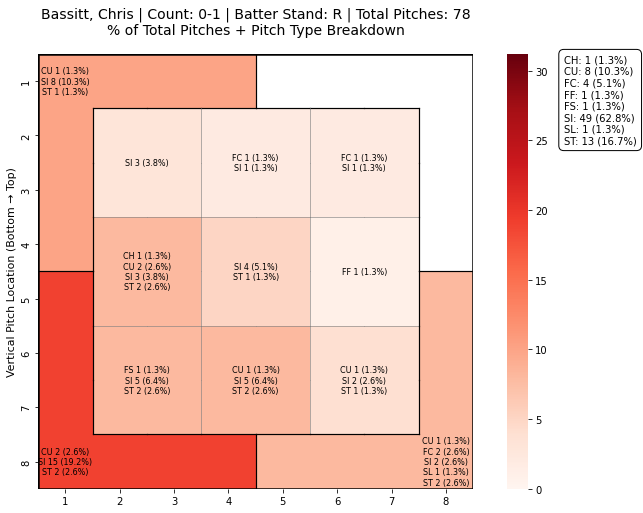 Bassitt, Chris | Count: 0-1 | Batter Stand: R | Total Pitches: 78
% of Total Pitches + Pitch Type Breakdown
CU 1 (1.3%)
SI 8 (10.3%)
ST 1 (1.3%)
SI 3 (3.8%)
FC 1 (1.3%)
SI 1 (1.3%)
FC 1 (1.3%)
SI 1 (1.3%)
CH 1 (1.3%)
CU 2 (2.6%)
SI 3 (3.8%)
ST 2 (2.6%)
SI 4 (5.1%)
ST 1 (1.3%)
FF 1 (1.3%)
FS 1 (1.3%)
SI 5 (6.4%)
ST 2 (2.6%)
CU 1 (1.3%)
SI 5 (6.4%)
ST 2 (2.6%)
CU 1 (1.3%)
SI 2 (2.6%)
ST 1 (1.3%)
CU 2 (2.6%)
SI 15 (19.2%)
ST 2 (2.6%)
CU 1 (1.3%)
FC 2 (2.6%)
SI 2 (2.6%)
SL 1 (1.3%)
ST 2 (2.6%)
Vertical Pitch Location (Bottom → Top)
1
2
3
4
5
6
7
8
1 2 3 4 5 6 7 8
30
25
20
15
10
5
0
CH: 1 (1.3%)
CU: 8 (10.3%)
FC: 4 (5.1%)
FF: 1 (1.3%)
FS: 1 (1.3%)
SI: 49 (62.8%)
SL: 1 (1.3%)
ST: 13 (16.7%)